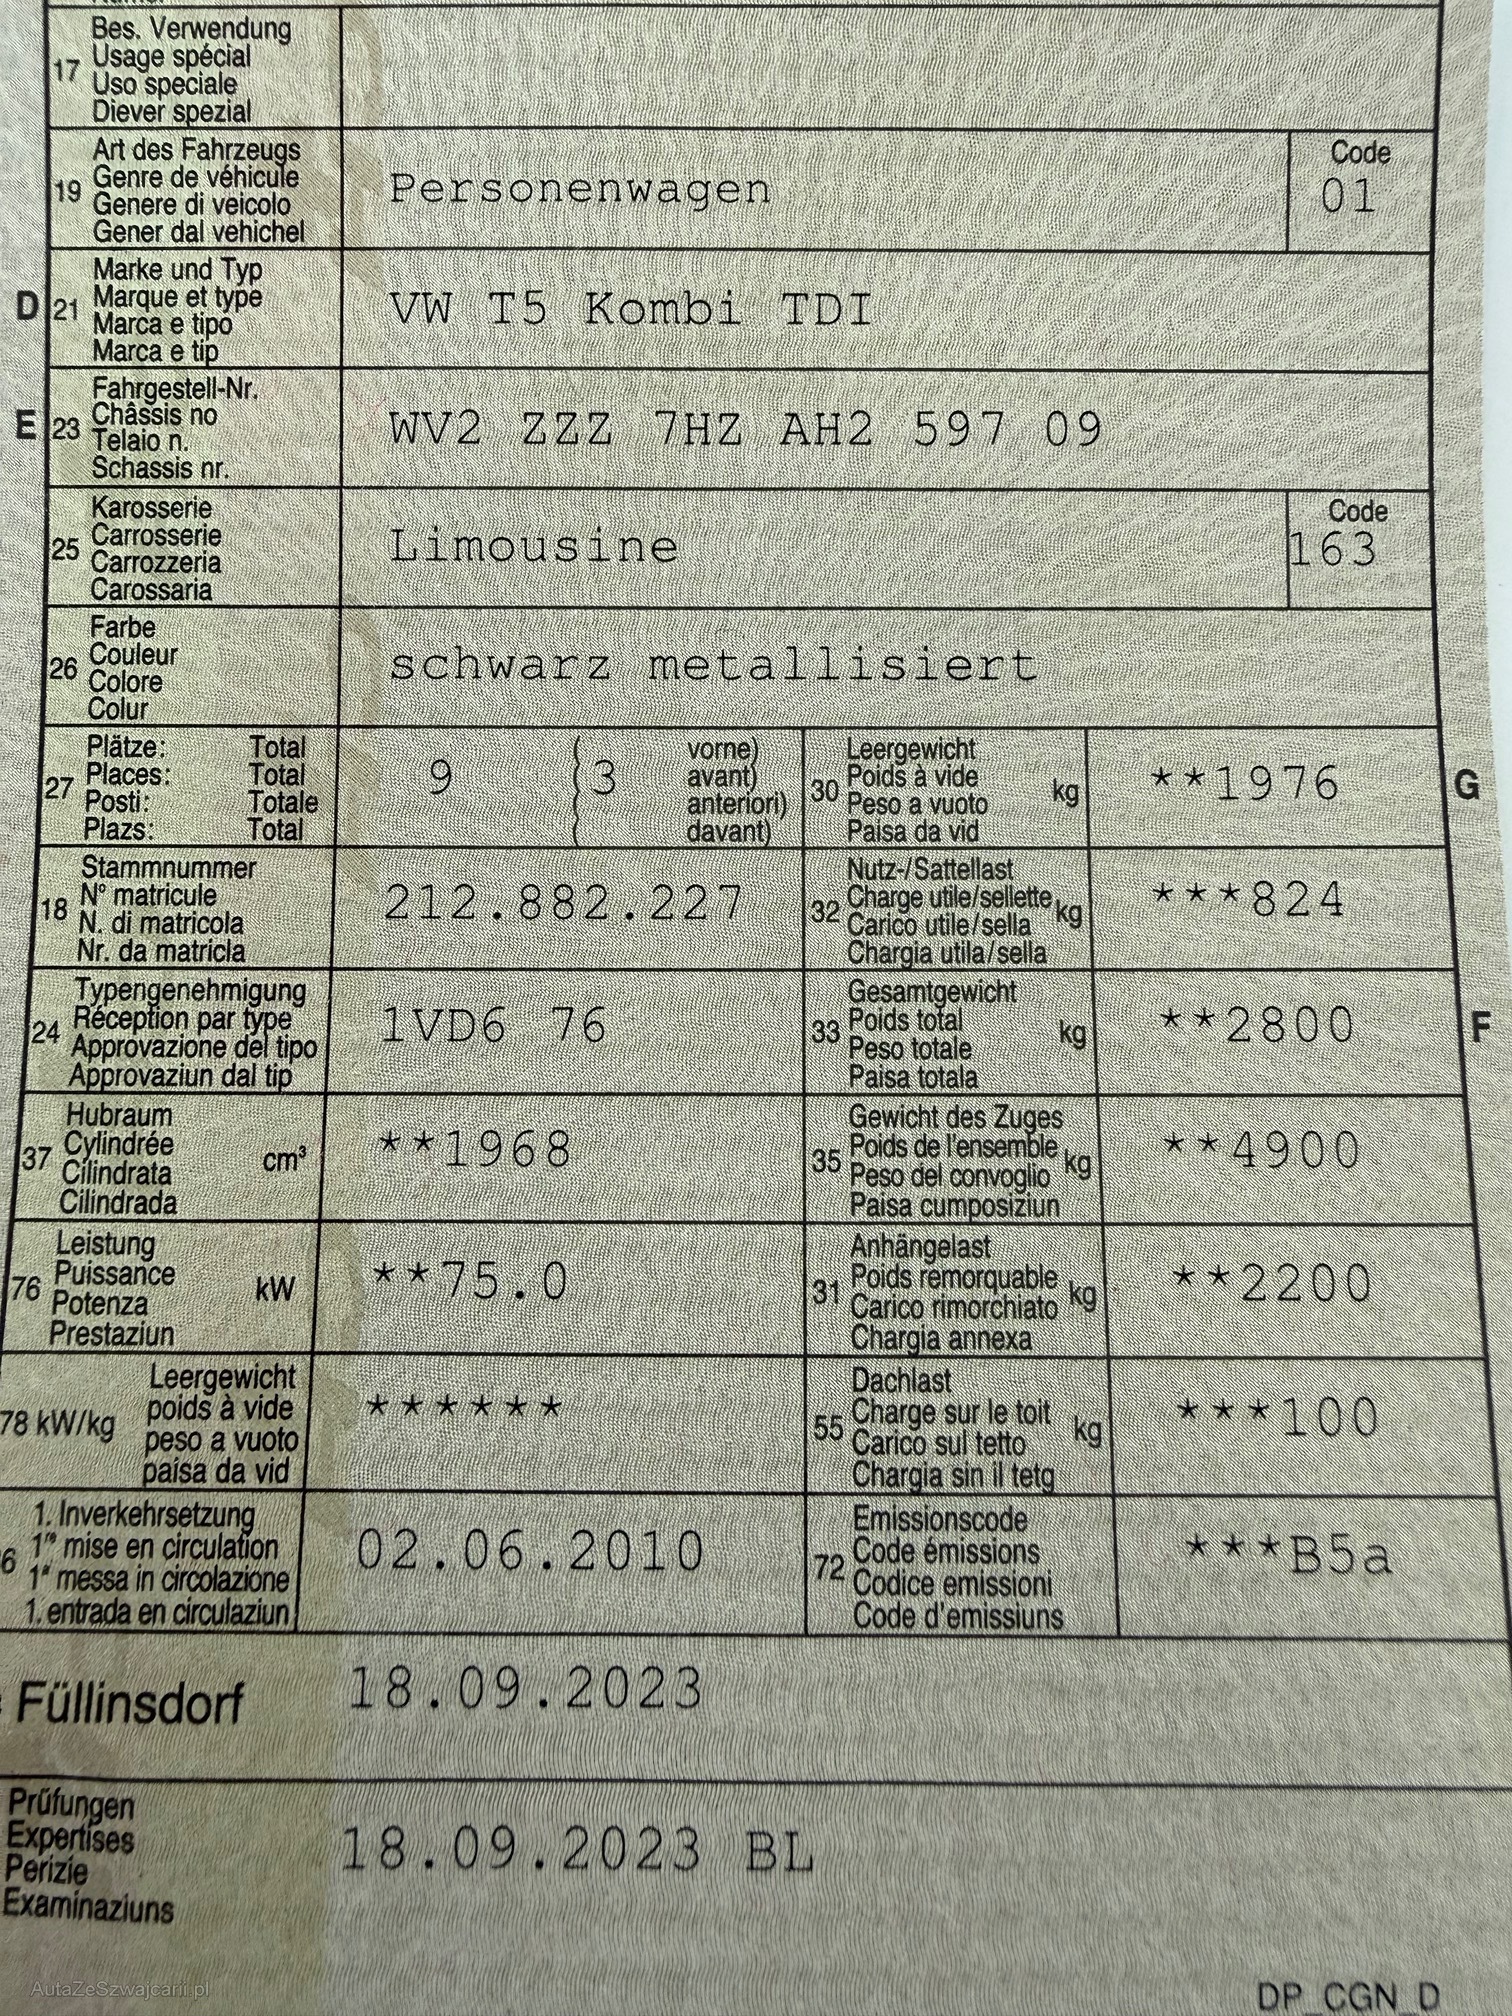 17 Bes. Verwendung
Usage spécial
Uso speciale
Diever spezial
19 Art des Fahrzeugs
Genre de véhicule
Genere di veicolo
Gener dal vehichel
Personenwagen
Code
01
D 21 Marke und Typ
Marque et type
Marca e tipo
Marca e tip
VW T5 Kombi TDI
E 23 Fahrgestell-Nr.
Châssis no
Telaio n.
Schassis nr.
WV2 ZZZ 7HZ AH2 597 09
25 Karosserie
Carrosserie
Carrozzeria
Carossaria
Limousine
Code
163
26 Farbe
Couleur
Colore
Colur
schwarz metallisiert
27 Plätze: Total
Places: Total
Posti: Totale
Plazs: Total
9 (3 vorne)
avant)
anteriori)
davant)
30 Leergewicht
Poids à vide
Peso a vuoto
Paisa da vid
kg
**1976
G
18 Stammnummer
Nº matricule
N. di matricola
Nr. da matricla
212.882.227
32 Nutz-/Sattellast
Charge utile/sellette
Carico utile/sella
Chargia utila/sella
kg
***824
24 Typengenehmigung
Réception par type
Approvazione del tipo
Approvaziun dal tip
1VD6 76
33 Gesamtgewicht
Poids total
Peso totale
Paisa totala
kg
**2800
F
37 Hubraum
Cylindrée
Cilindrata
Cilindrada
cm³
**1968
35 Gewicht des Zuges
Poids de l'ensemble
Peso del convoglio
Paisa cumposiziun
kg
**4900
76 Leistung
Puissance
Potenza
Prestaziun
kW
**75.0
31 Anhängelast
Poids remorquable
Carico rimorchiato
Chargia annexa
kg
**2200
78 kW/kg Leergewicht
poids à vide
peso a vuoto
paisa da vid
******
55 Dachlast
Charge sur le toit
Carico sul tetto
Chargia sin il tetg
kg
***100
6 1. Inverkehrsetzung
1re mise en circulation
1a messa in circolazione
1. entrada en circulaziun
02.06.2010
72 Emissionscode
Code émissions
Codice emissioni
Code d'emissiuns
***B5a
Füllinsdorf
18.09.2023
Prüfungen
Expertises
Perizie
Examinaziuns
18.09.2023 BL
AutaZeSzwajcarii.pl
DP_CGN_D